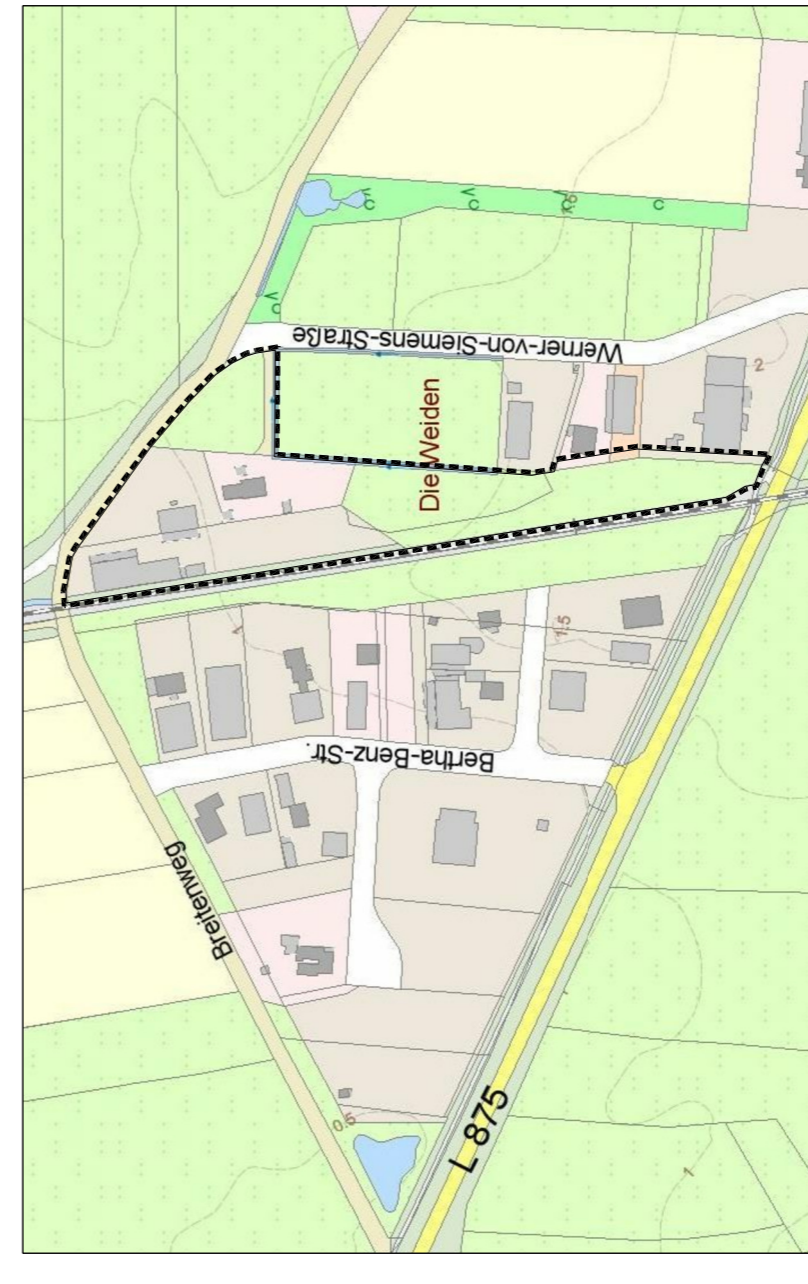 Werner-von-Siemens-Straße
2
Die Weiden
1.5
1
Bertha-Benz-Str.
Breitenweg
L 875
0.5
1